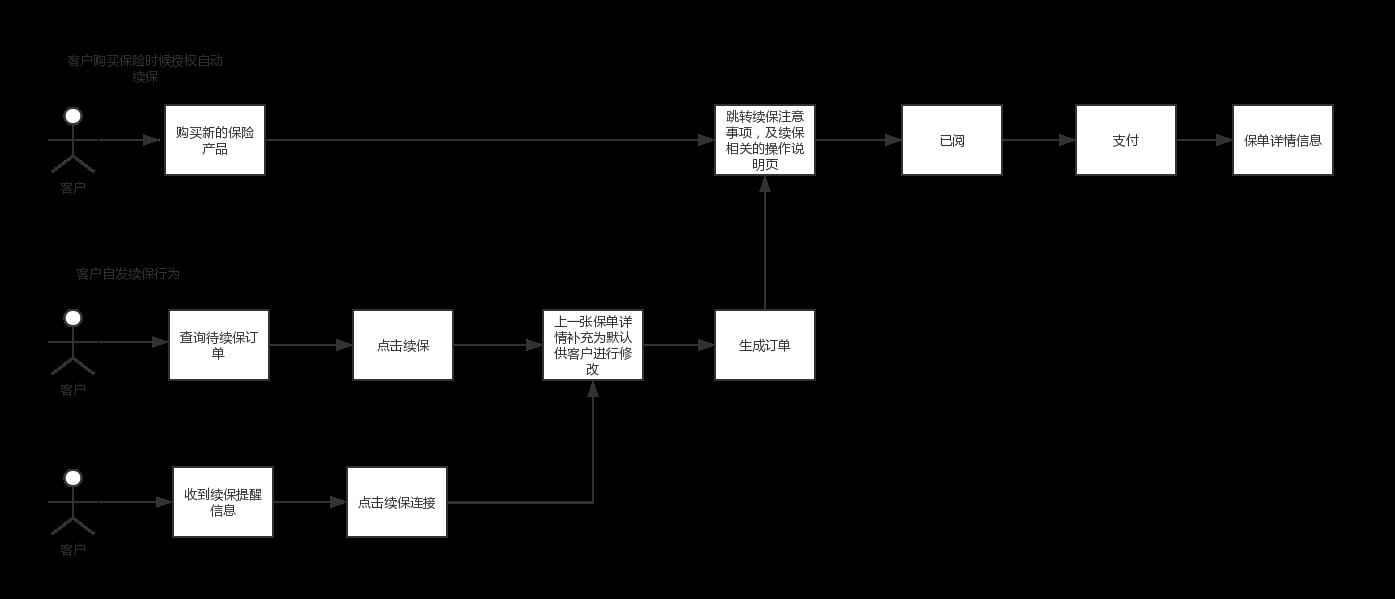 客户购买保险时候授权自动
续保
购买新的保险
产品
跳转续保注意
事项，及续保
相关的操作说
明页
已阅
支付
保单详情信息
客户
客户自发续保行为
查询待续保订
单
点击续保
上一张保单详
情补充为默认
供客户进行修
改
生成订单
客户
收到续保提醒
信息
点击续保连接
客户